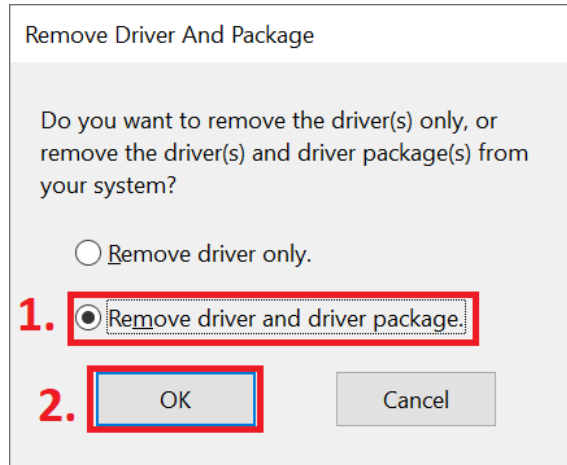 Remove Driver And Package
Do you want to remove the driver(s) only, or
remove the driver(s) and driver package(s) from
your system?
Remove driver only.
1. Remove driver and driver package.
2. OK Cancel